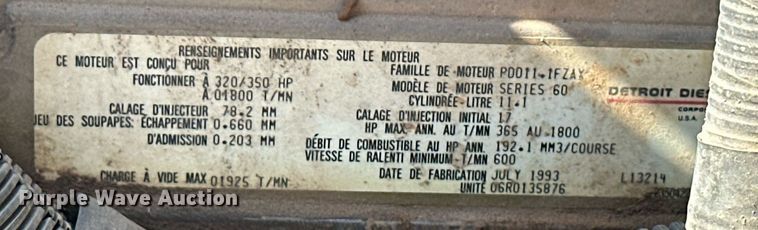 RENSEIGNEMENTS IMPORTANTS SUR LE MOTEUR
CE MOTEUR EST CONÇU POUR
FONCTIONNER À 320/350 HP
À 01800 T/MN
CALAGE D'INJECTEUR 78.2 MM
JEU DES SOUPAPES: ÉCHAPPEMENT 0.660 MM
D'ADMISSION 0.203 MM
CHARGE À VIDE MAX 01925 T/MN
FAMILLE DE MOTEUR PDD11.1FZAX
MODÈLE DE MOTEUR SERIES 60
CYLINDRÉE-LITRE 11.1
CALAGE D'INJECTION INITIAL 17
HP MAX. ANN. AU T/MN 365 AU 1800
DÉBIT DE COMBUSTIBLE AU HP ANN. 192.1 MM3/COURSE
VITESSE DE RALENTI MINIMUM-T/MN 600
DATE DE FABRICATION JULY 1993
UNITÉ 06R0135876
DETROIT DIES
CORPO
U.S.A.
L13214
Purple Wave Auction